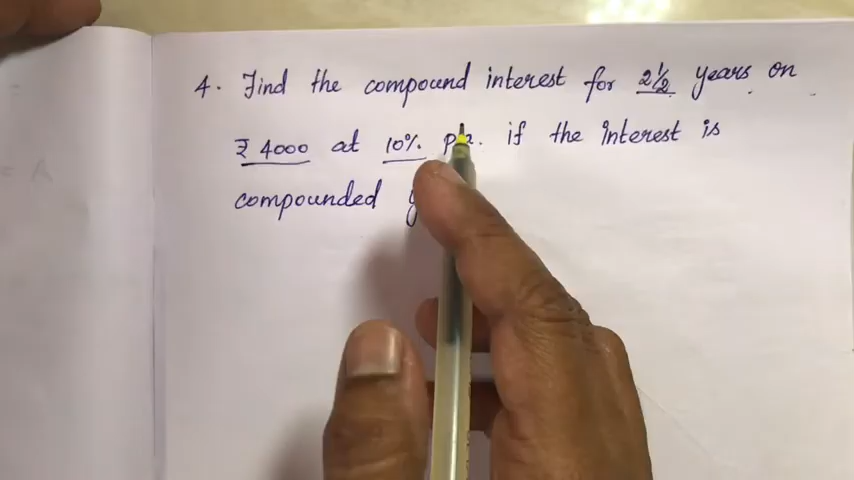 4. Find the compound interest for 2½ years on
₹ 4000 at 10% p.a. if the interest is
compounded
= A